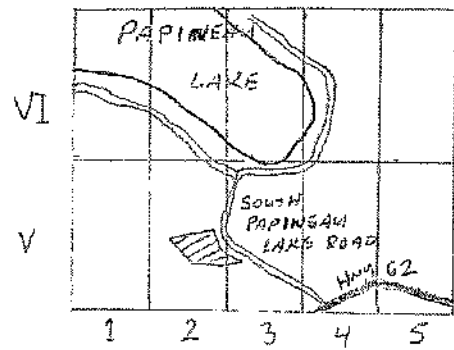 PAPINEAU
LAKE
VI
SOUTH
PAPINEAU
LAKE ROAD
V
HWY 62
1 2 3 4 5